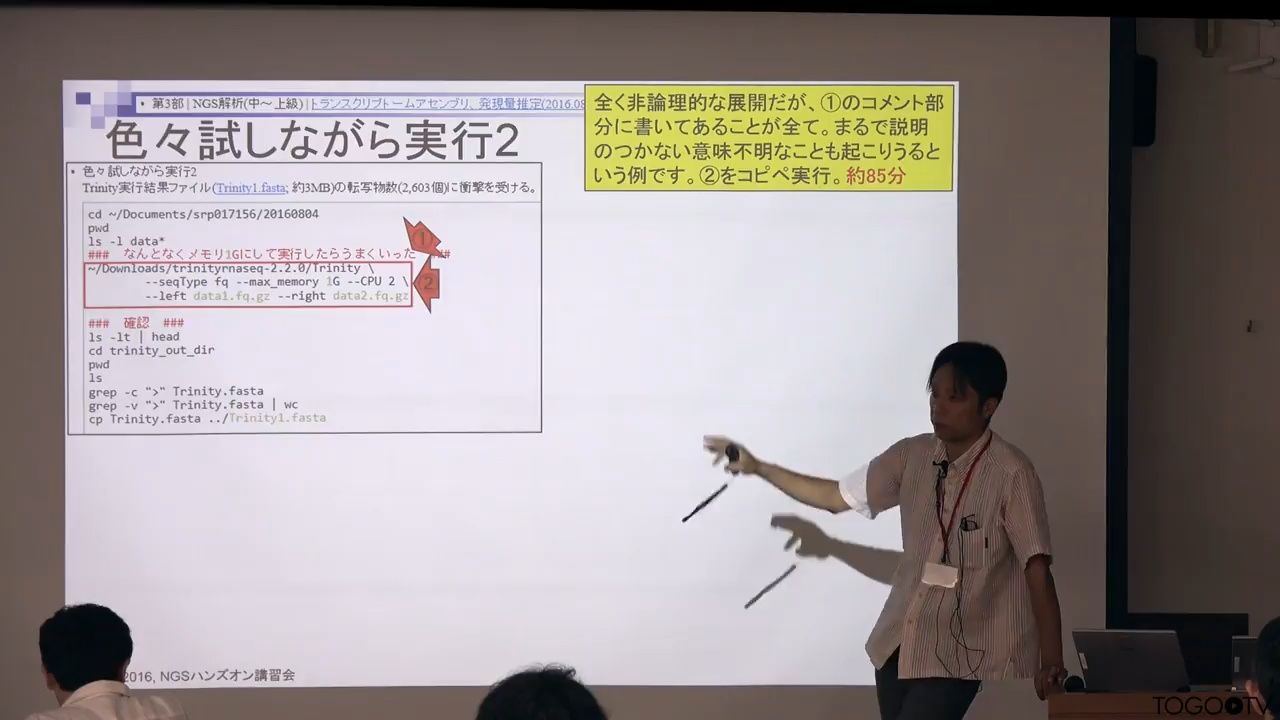 • 第3部 | NGS解析(中～上級) | トランスクリプトームアセンブリ、発現量推定(2016.08
色々試しながら実行2
全く非論理的な展開だが、①のコメント部
分に書いてあることが全て。まるで説明
のつかない意味不明なことも起こりうると
いう例です。②をコピペ実行。約85分
• 色々試しながら実行2
Trinity実行結果ファイル(Trinity1.fasta; 約3MB)の転写物数(2,603個)に衝撃を受ける。
cd ~/Documents/srp017156/20160804
pwd
ls -l data*
### なんとなくメモリ1Gにして実行したらうまくいった ##
①
~/Downloads/trinityrnaseq-2.2.0/Trinity \
--seqType fq --max_memory 1G --CPU 2 \
--left data1.fq.gz --right data2.fq.gz
②
### 確認 ###
ls -lt | head
cd trinity_out_dir
pwd
ls
grep -c ">" Trinity.fasta
grep -v ">" Trinity.fasta | wc
cp Trinity.fasta ../Trinity1.fasta
2016, NGSハンズオン講習会
TOGOTV